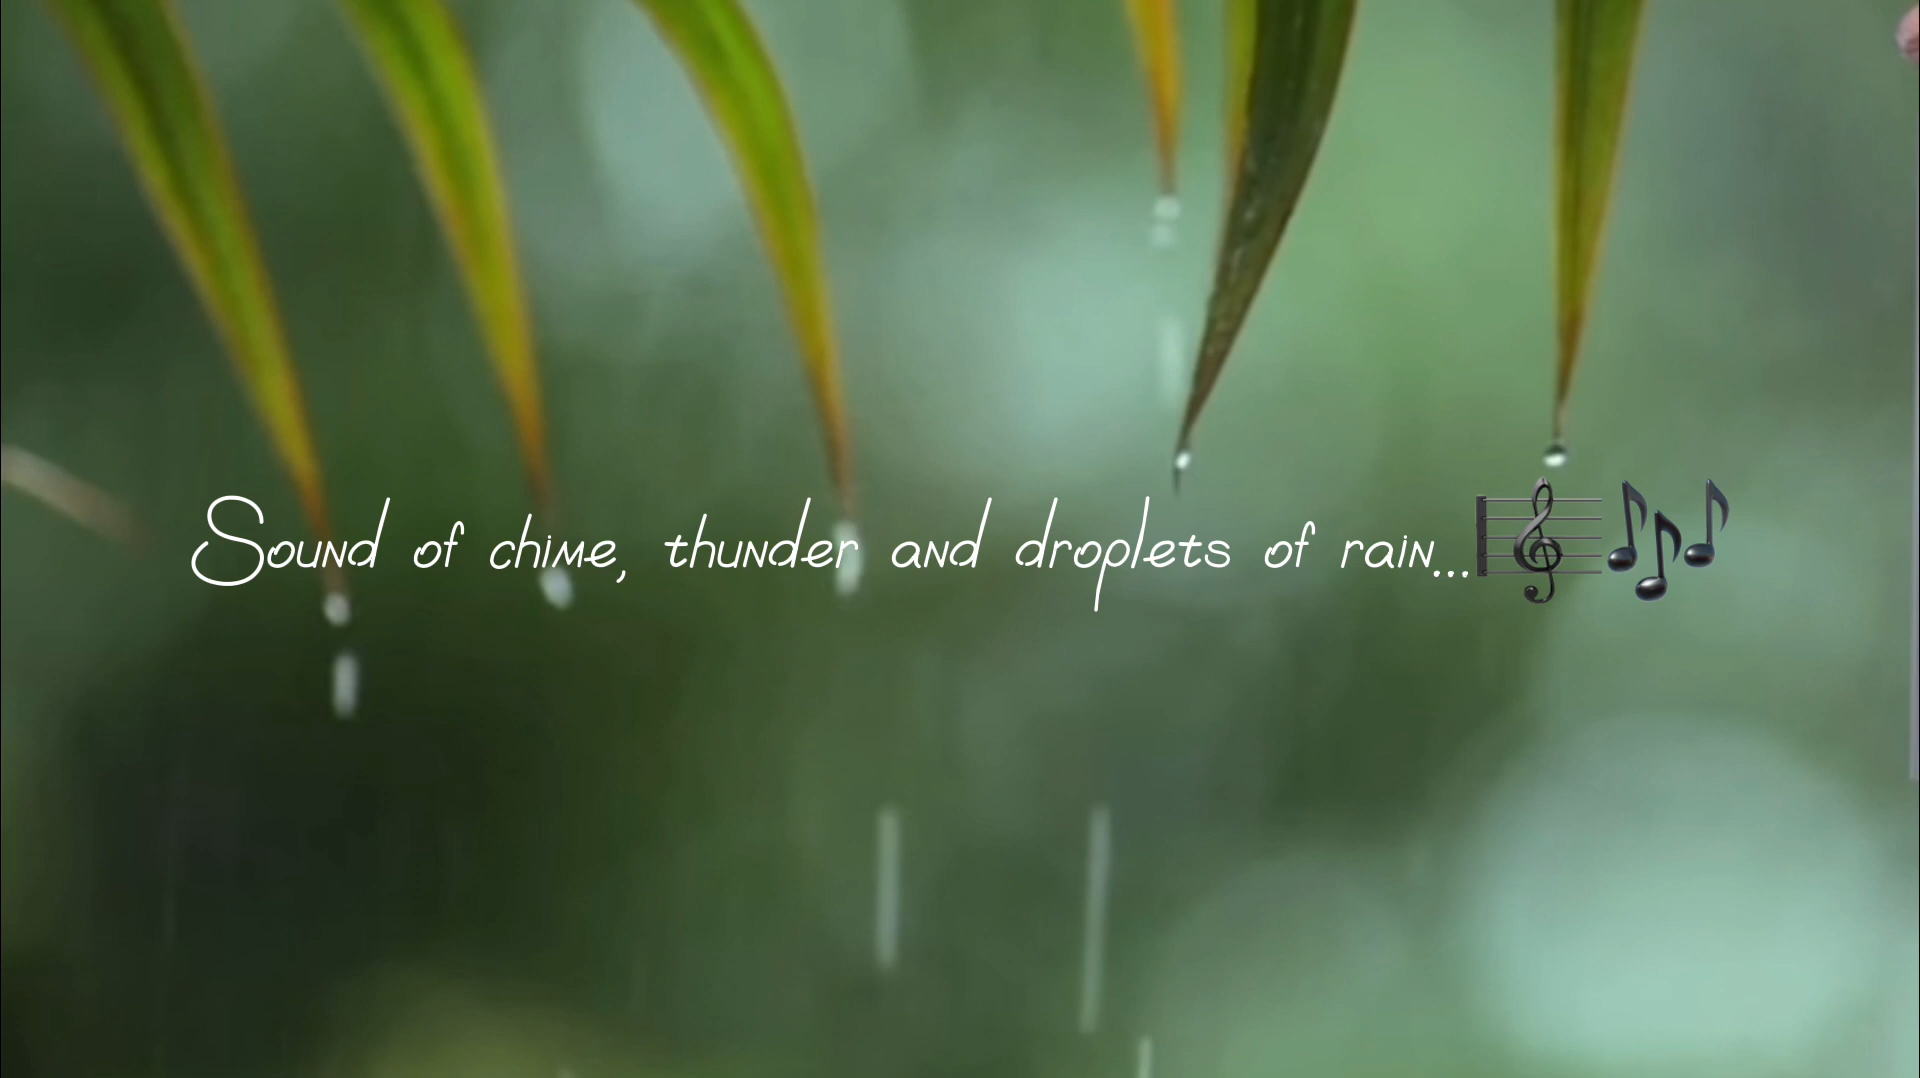 Sound of chime, thunder and droplets of rain...🎼🎶